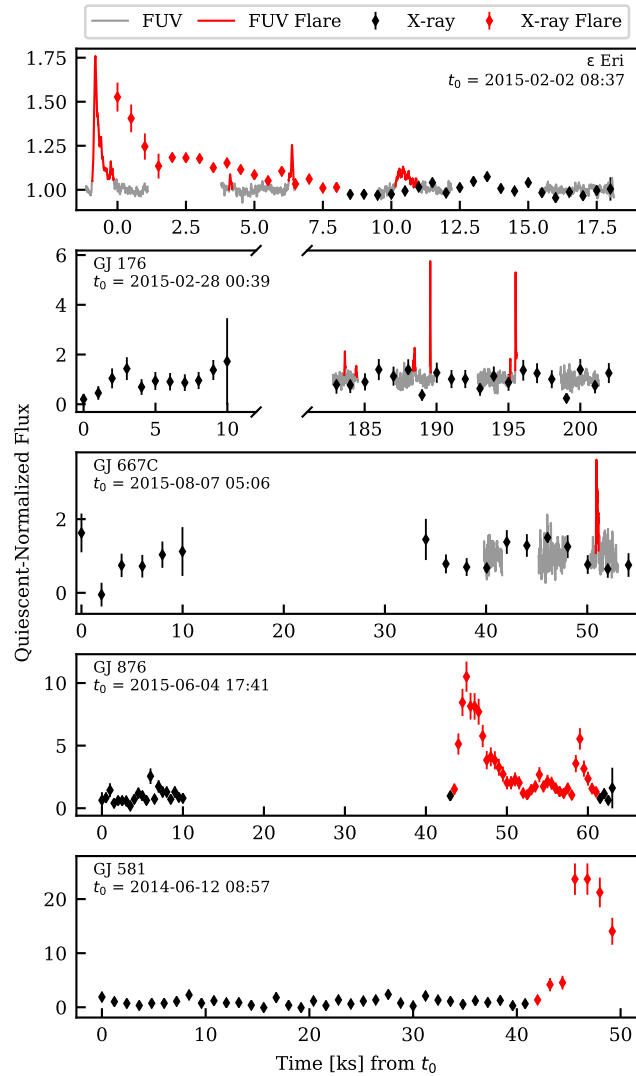 FUV FUV Flare X-ray X-ray Flare
ε Eri
t0 = 2015-02-02 08:37
1.75
1.50
1.25
1.00
0.0 2.5 5.0 7.5 10.0 12.5 15.0 17.5
GJ 176
t0 = 2015-02-28 00:39
6
4
2
0
0 5 10 185 190 195 200
GJ 667C
t0 = 2015-08-07 05:06
2
0
0 10 20 30 40 50
GJ 876
t0 = 2015-06-04 17:41
10
5
0
0 10 20 30 40 50 60
GJ 581
t0 = 2014-06-12 08:57
20
10
0
0 10 20 30 40 50
Time [ks] from t0
Quiescent-Normalized Flux